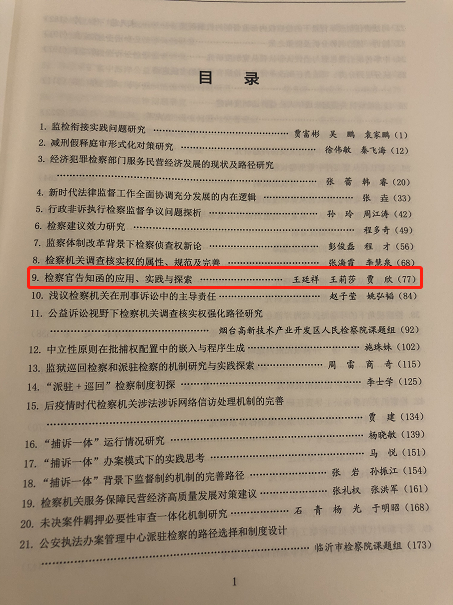 目 录
1. 监检衔接实践问题研究 …… 贾富彬 吴 鹏 袁家鹏(1)
2. 减刑假释庭审形式化对策研究 …… 徐伟敏 秦飞海(12)
3. 经济犯罪检察部门服务民营经济发展的现状及路径研究
…… 张 蕾 韩 睿(20)
4. 新时代法律监督工作全面协调充分发展的内在逻辑 …… 张 垚(33)
5. 行政非诉执行检察监督争议问题探析 …… 孙 玲 周江涛(42)
6. 检察建议效力研究 …… 程多奇(49)
7. 监察体制改革背景下检察侦查权新论 …… 彭俊磊 程 才(56)
8. 检察机关调查核实权的属性、规范及完善 …… 张海霞 李慧泉(68)
9. 检察官告知函的应用、实践与探索 …… 王延祥 王莉莎 贾 欣(77)
10. 浅议检察机关在刑事诉讼中的主导责任 …… 赵子莹 姚弘韬(84)
11. 公益诉讼视野下检察机关调查核实权强化路径研究
…… 烟台高新技术产业开发区人民检察院课题组(92)
12. 中立性原则在批捕权配置中的嵌入与程序生成 …… 施珠妹(102)
13. 监狱巡回检察和派驻检察的机制研究与实践探索 …… 周 雷 商 奇(115)
14. “派驻+巡回”检察制度初探 …… 李士学(125)
15. 后疫情时代检察机关涉法涉诉网络信访处理机制的完善
…… 贾 建(134)
16. “捕诉一体”运行情况研究 …… 杨晓敏(139)
17. “捕诉一体”办案模式下的实践思考 …… 马 悦(151)
18. “捕诉一体”背景下监督制约机制的完善路径 …… 张 岩 孙振江(154)
19. 检察机关服务保障民营经济高质量发展对策建议 …… 张礼权 张洪军(161)
20. 未决案件羁押必要性审查一体化机制研究 …… 石 青 杨 光 于明昭(168)
21. 公安执法办案管理中心派驻检察的路径选择和制度设计
…… 临沂市检察院课题组(173)
1